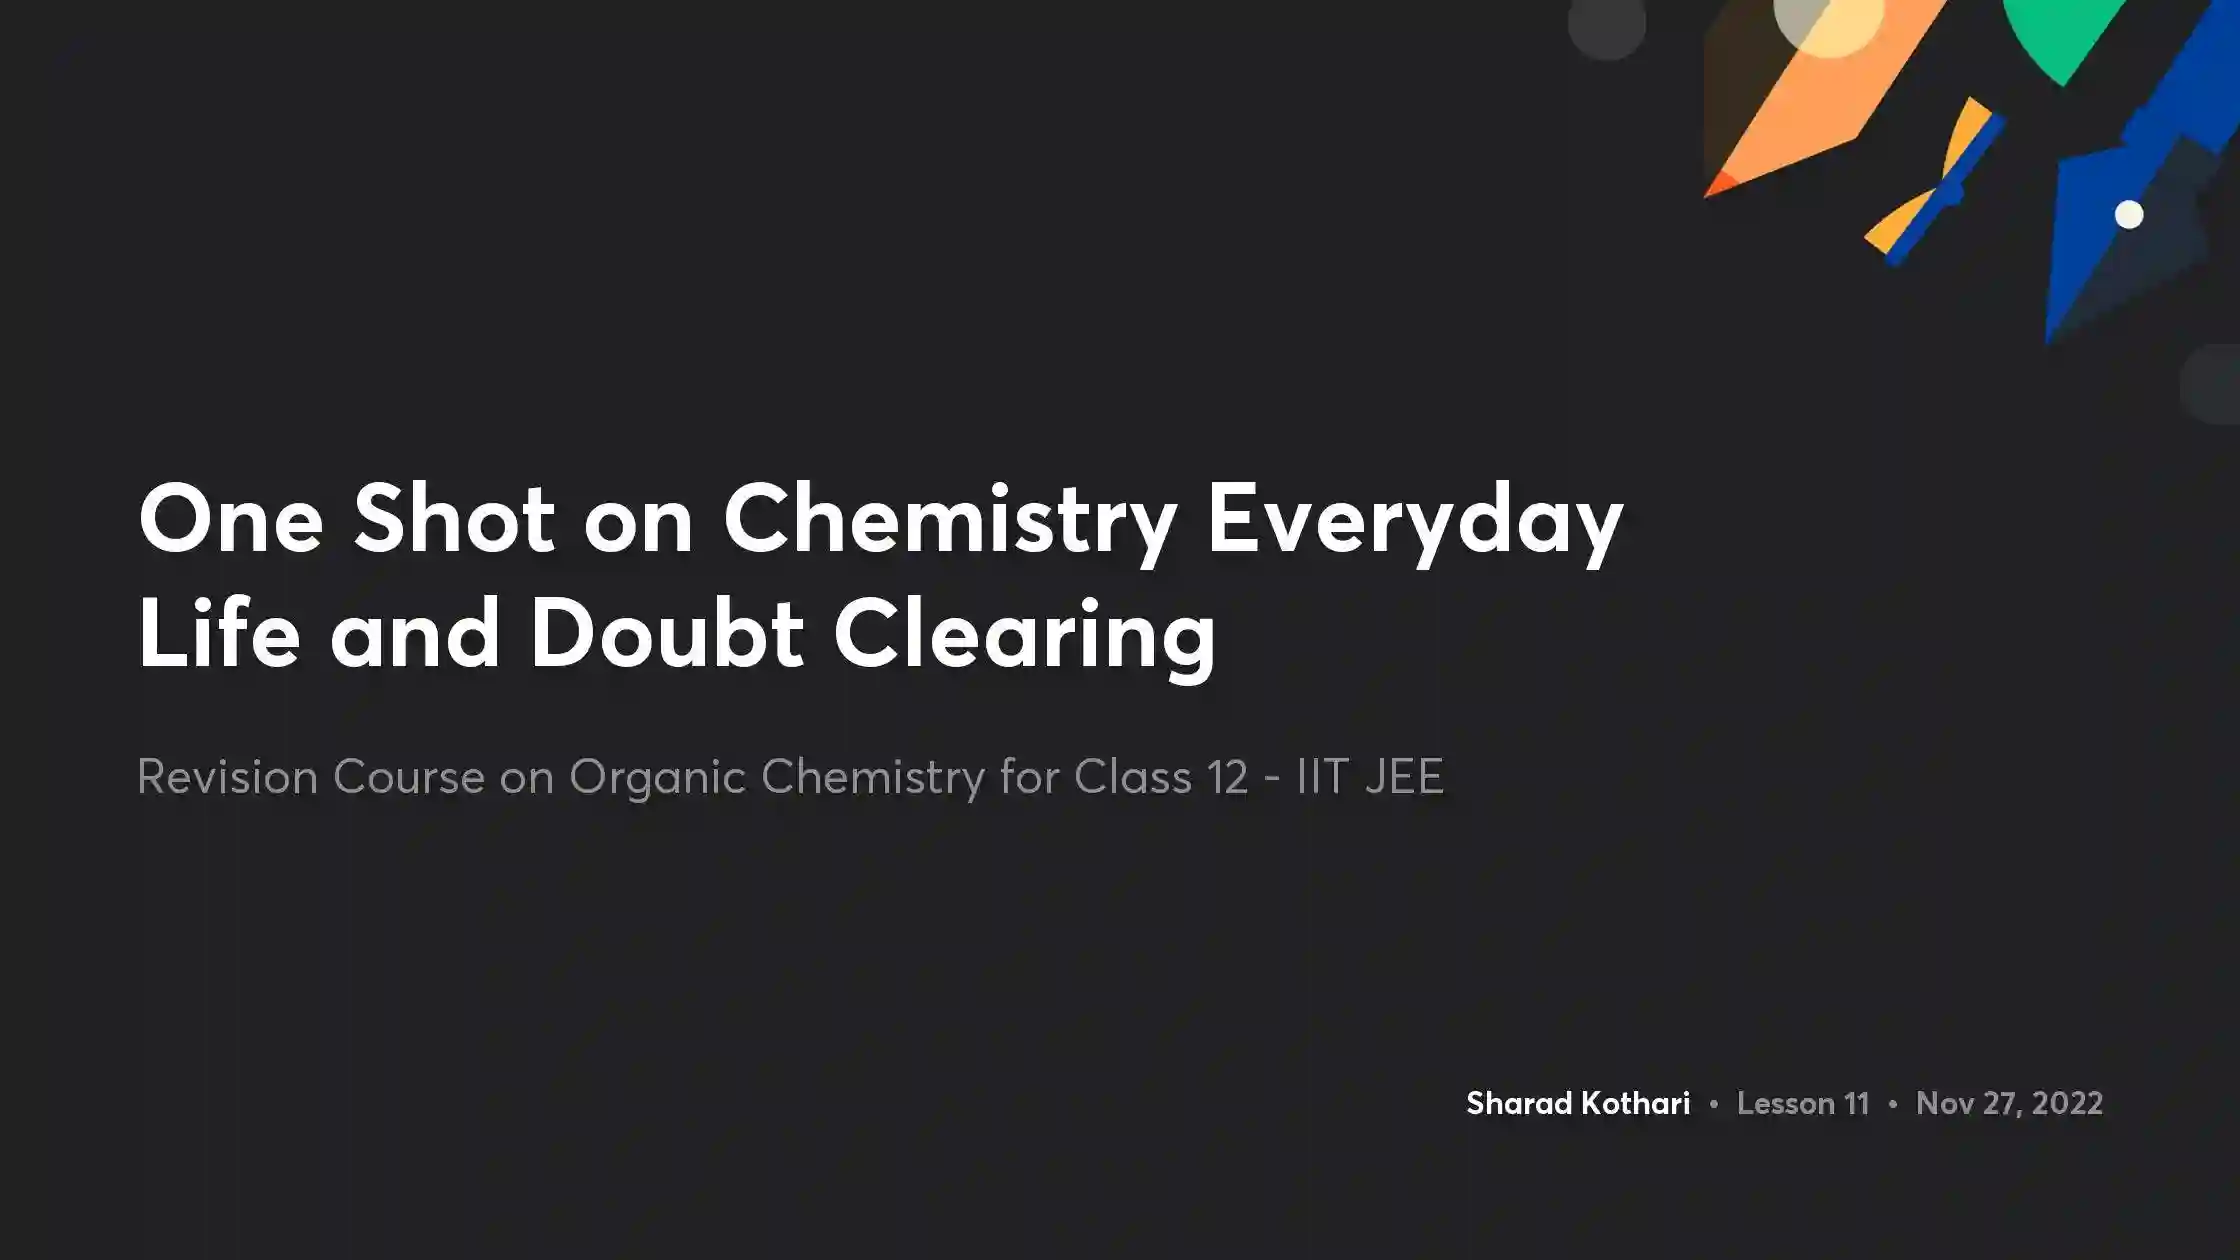 One Shot on Chemistry Everyday
Life and Doubt Clearing
Revision Course on Organic Chemistry for Class 12 - IIT JEE
Sharad Kothari • Lesson 11 • Nov 27, 2022